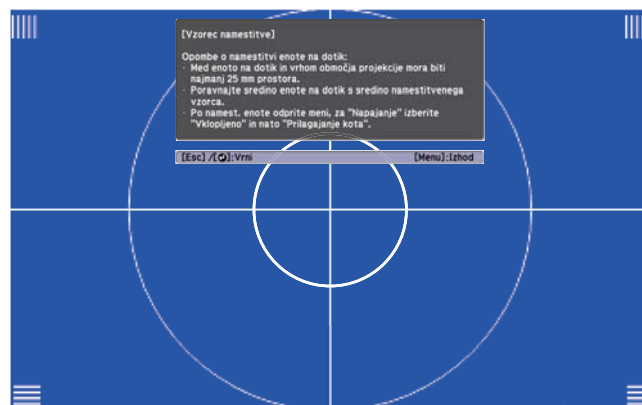 [Vzorec namestitve]
Opombe o namestitvi enote na dotik:
· Med enoto na dotik in vrhom območja projekcije mora biti
najmanj 25 mm prostora.
· Poravnajte sredino enote na dotik s sredino namestitvenega
vzorca.
· Po namest. enote odprite meni, za "Napajanje" izberite
"Vklopljeno" in nato "Prilagajanje kota".
[Esc] /[↵]:Vrni [Menu]:Izhod